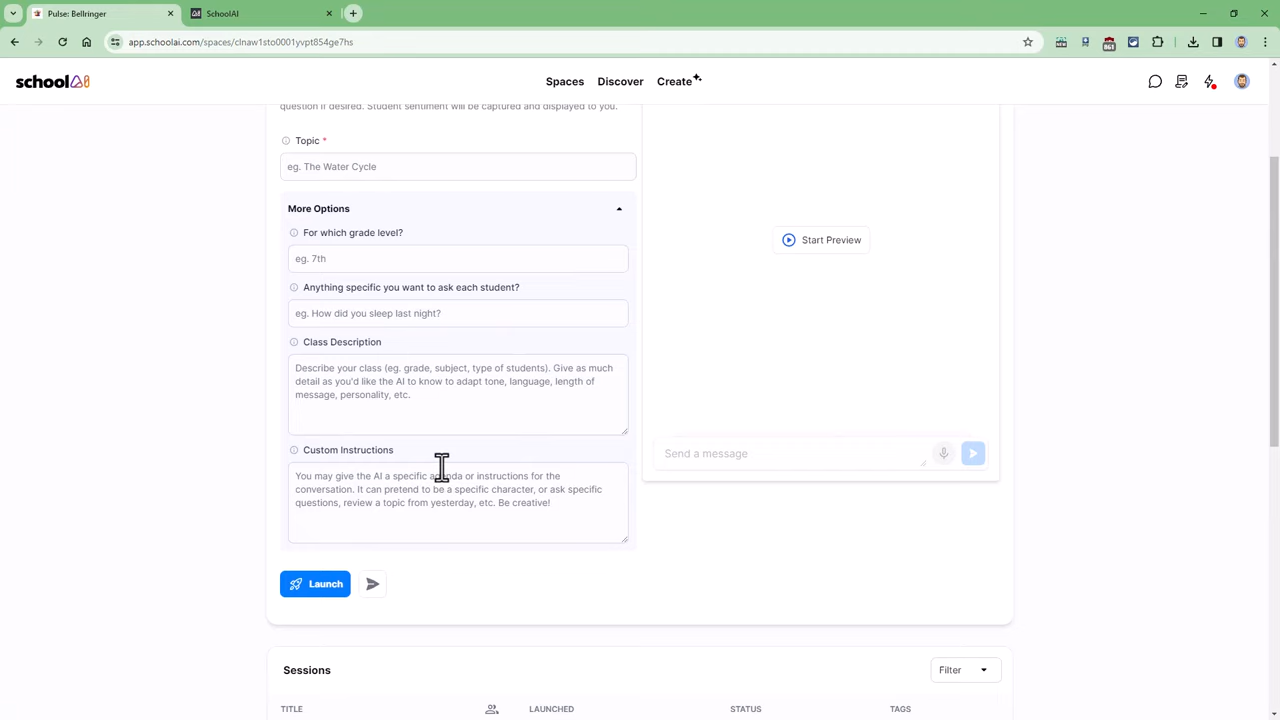 Pulse: Bellringer
SchoolAI
app.schoolai.com/spaces/clnaw1sto0001yvpt854ge7hs
861
school
Spaces
Discover
Create
question if desired. Student sentiment will be captured and displayed to you.
Topic *
eg. The Water Cycle
More Options
For which grade level?
eg. 7th
Anything specific you want to ask each student?
eg. How did you sleep last night?
Class Description
Describe your class (eg. grade, subject, type of students). Give as much
detail as you'd like the AI to know to adapt tone, language, length of
message, personality, etc.
Custom Instructions
You may give the AI a specific agenda or instructions for the
conversation. It can pretend to be a specific character, or ask specific
questions, review a topic from yesterday, etc. Be creative!
Launch
Start Preview
Send a message
Sessions
Filter
TITLE
LAUNCHED
STATUS
TAGS